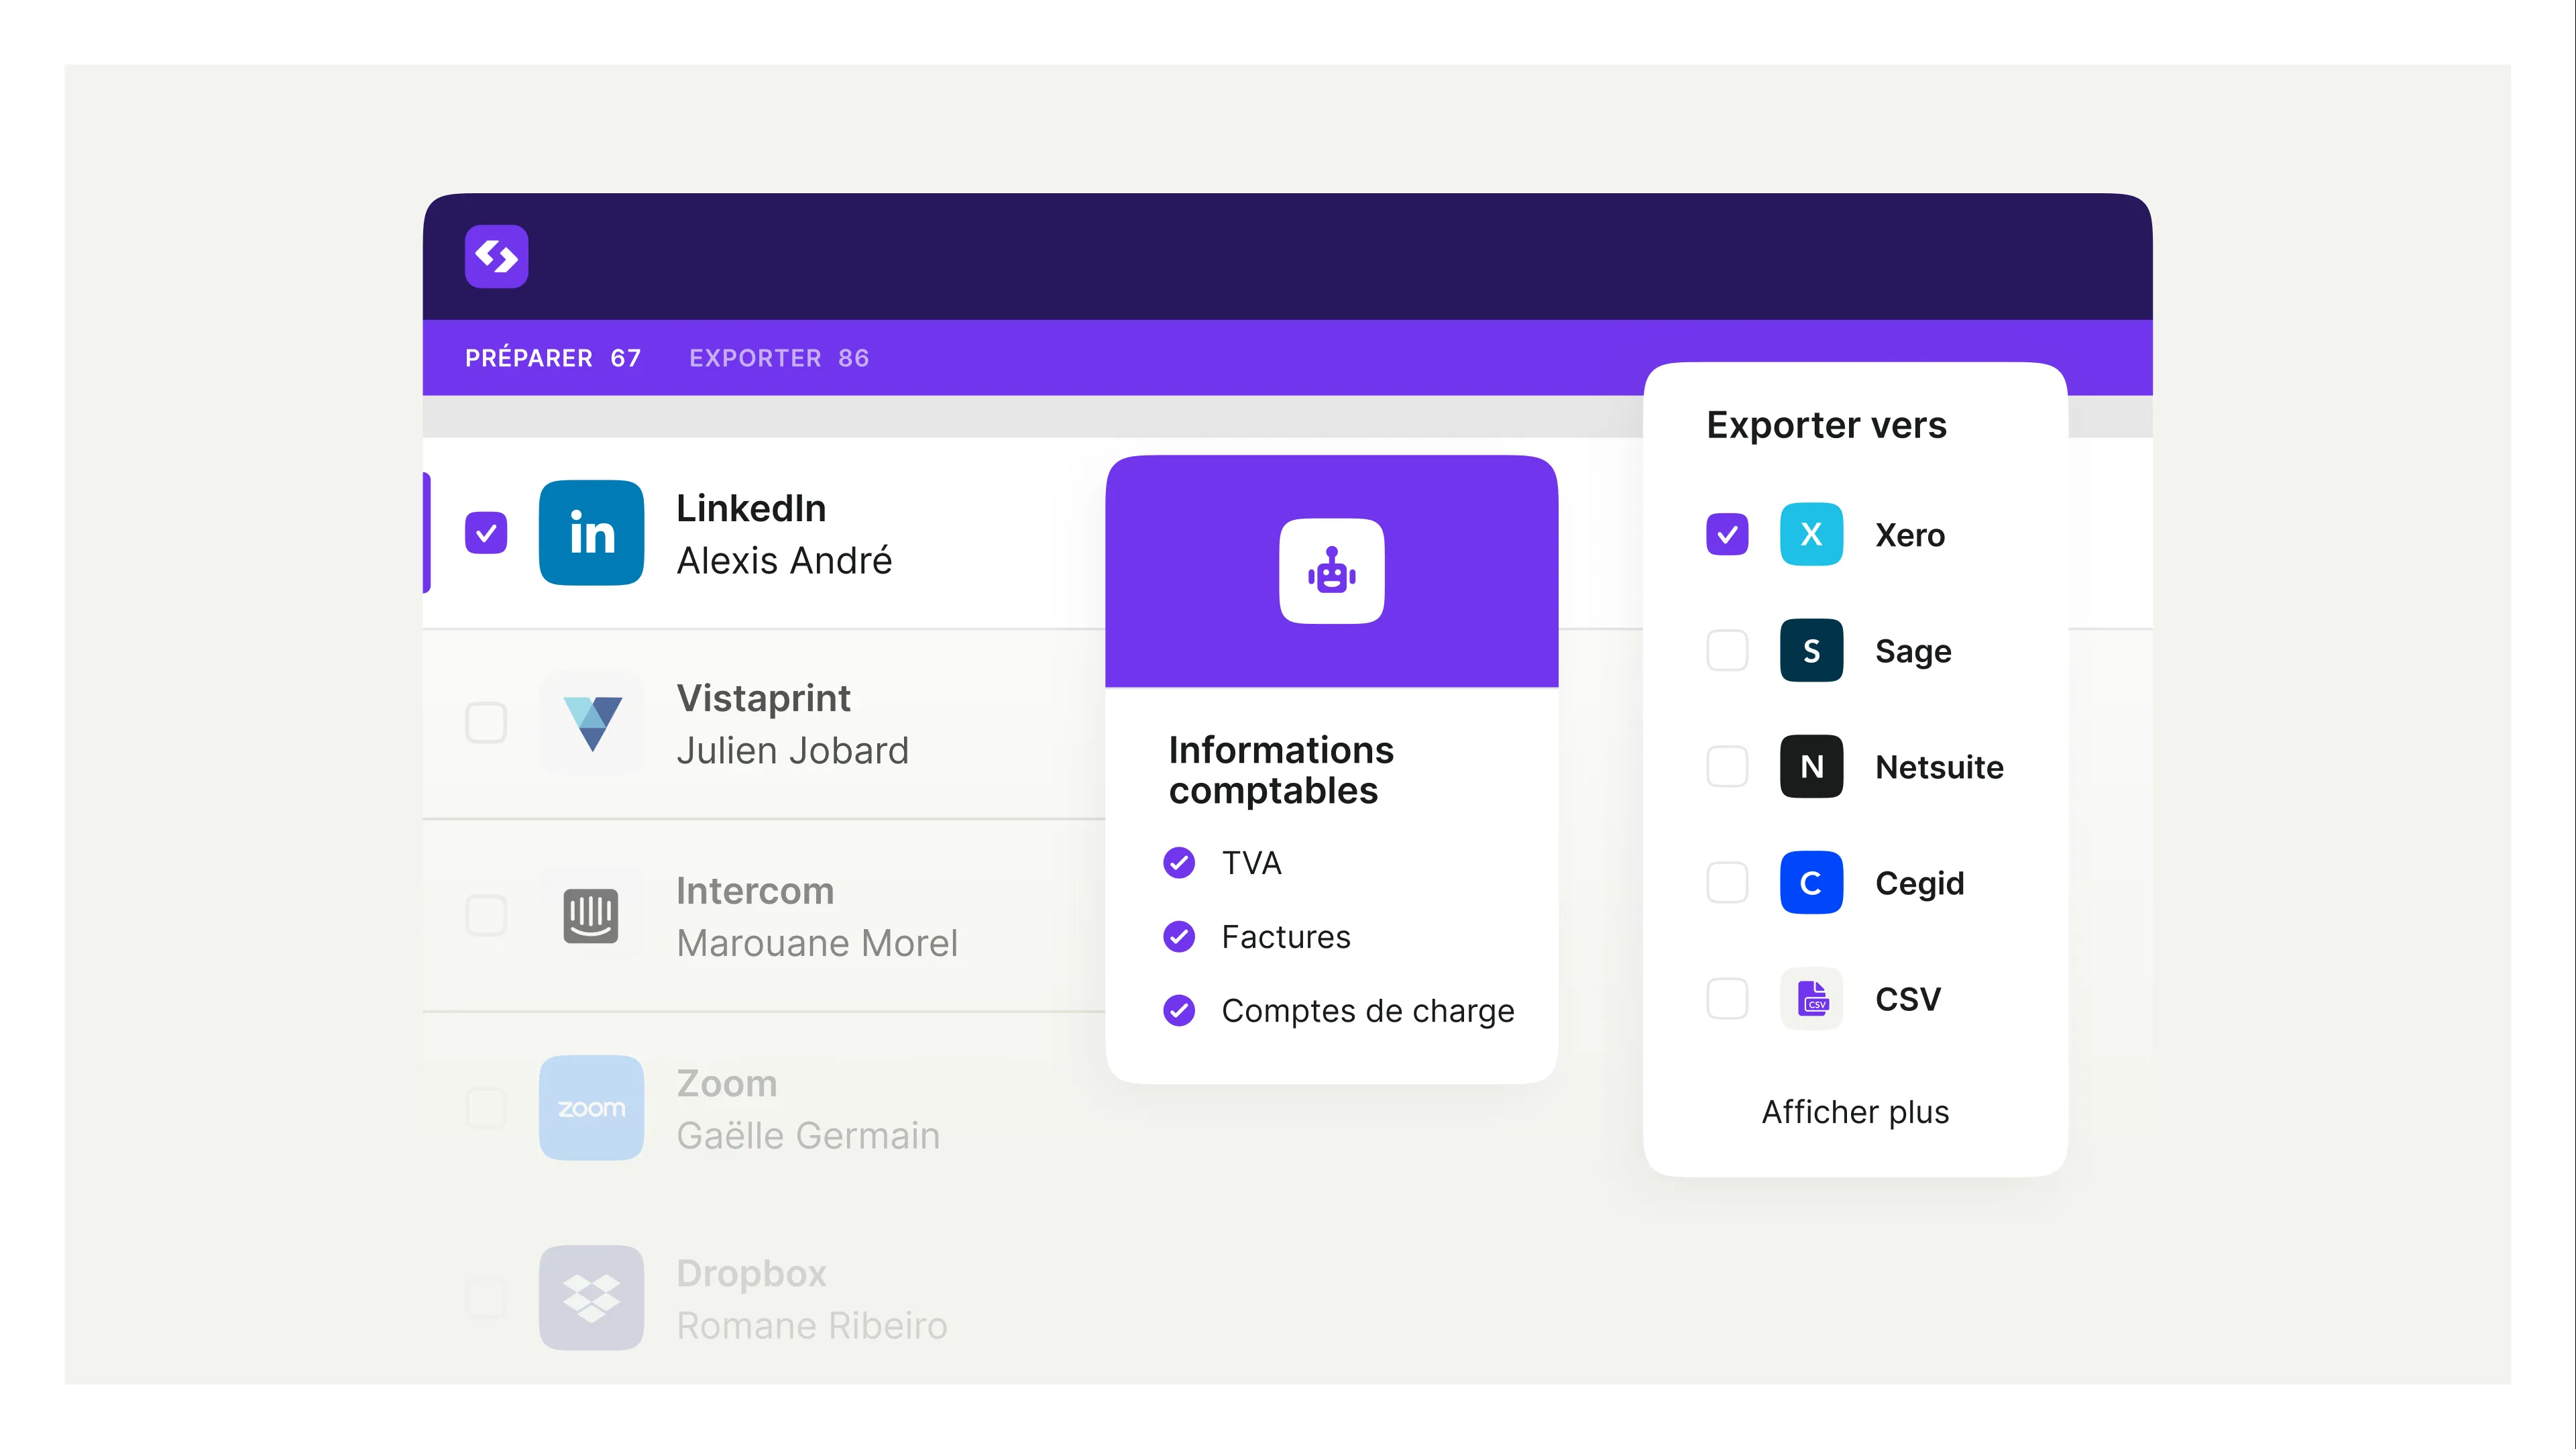 PRÉPARER 67 EXPORTER 86
in
LinkedIn
Alexis André
Vistaprint
Julien Jobard
Intercom
Marouane Morel
zoom
Zoom
Gaëlle Germain
Dropbox
Romane Ribeiro
Informations
comptables
TVA
Factures
Comptes de charge
Exporter vers
X Xero
S Sage
N Netsuite
C Cegid
CSV CSV
Afficher plus